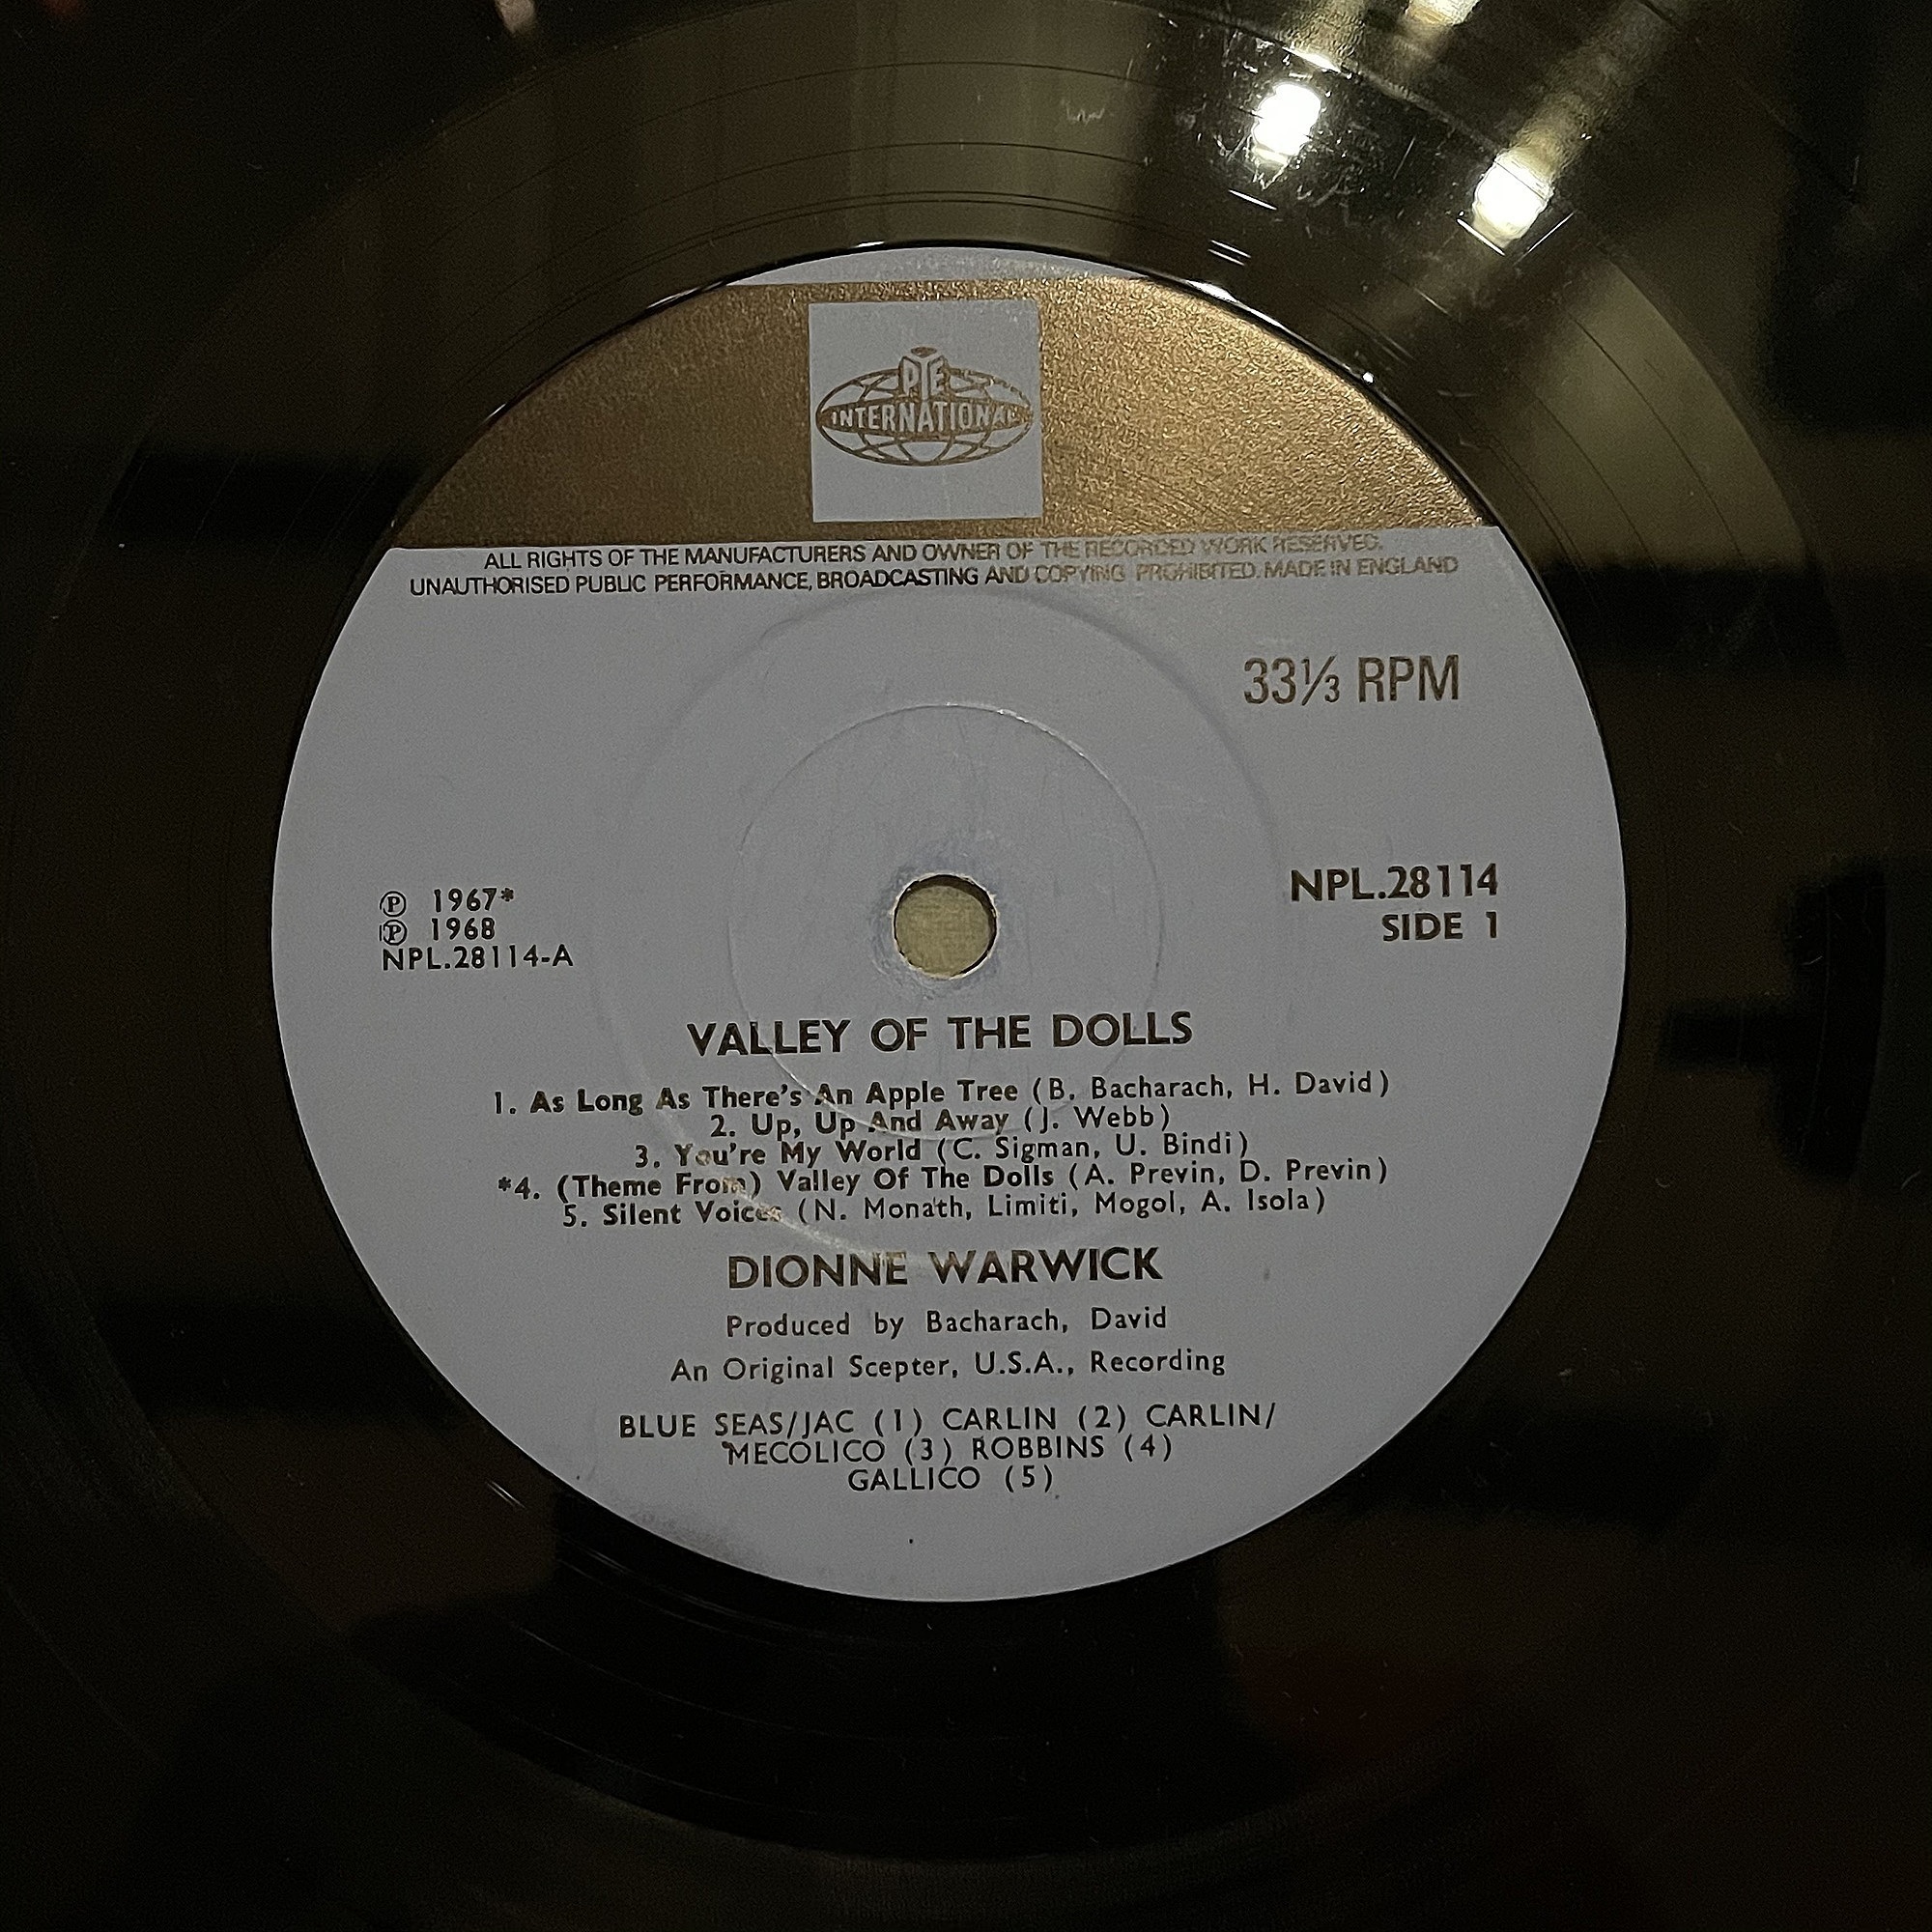 PYE
INTERNATIONAL
ALL RIGHTS OF THE MANUFACTURERS AND OWNER OF THE RECORDED WORK RESERVED.
UNAUTHORISED PUBLIC PERFORMANCE, BROADCASTING AND COPYING PROHIBITED. MADE IN ENGLAND
33⅓ RPM
Ⓟ 1967*
Ⓟ 1968
NPL.28114-A
NPL.28114
SIDE 1
VALLEY OF THE DOLLS
1. As Long As There's An Apple Tree (B. Bacharach, H. David)
2. Up, Up And Away (J. Webb)
3. You're My World (C. Sigman, U. Bindi)
*4. (Theme From) Valley Of The Dolls (A. Previn, D. Previn)
5. Silent Voices (N. Monath, Limiti, Mogol, A. Isola)
DIONNE WARWICK
Produced by Bacharach, David
An Original Scepter, U.S.A., Recording
BLUE SEAS/JAC (1) CARLIN (2) CARLIN/
MECOLICO (3) ROBBINS (4)
GALLICO (5)